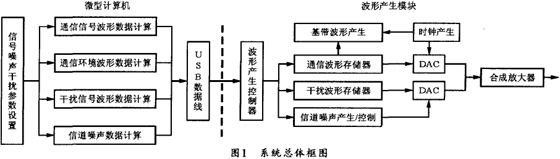 微型计算机
波形产生模块
信号噪声干扰参数设置
通信信号波形数据计算
通信环境波形数据计算
干扰信号波形数据计算
信道噪声数据计算
USB数据线
波形产生控制器
基带波形产生
时钟产生
通信波形存储器
DAC
干扰波形存储器
DAC
信道噪声产生/控制
合成放大器
图1 系统总体框图